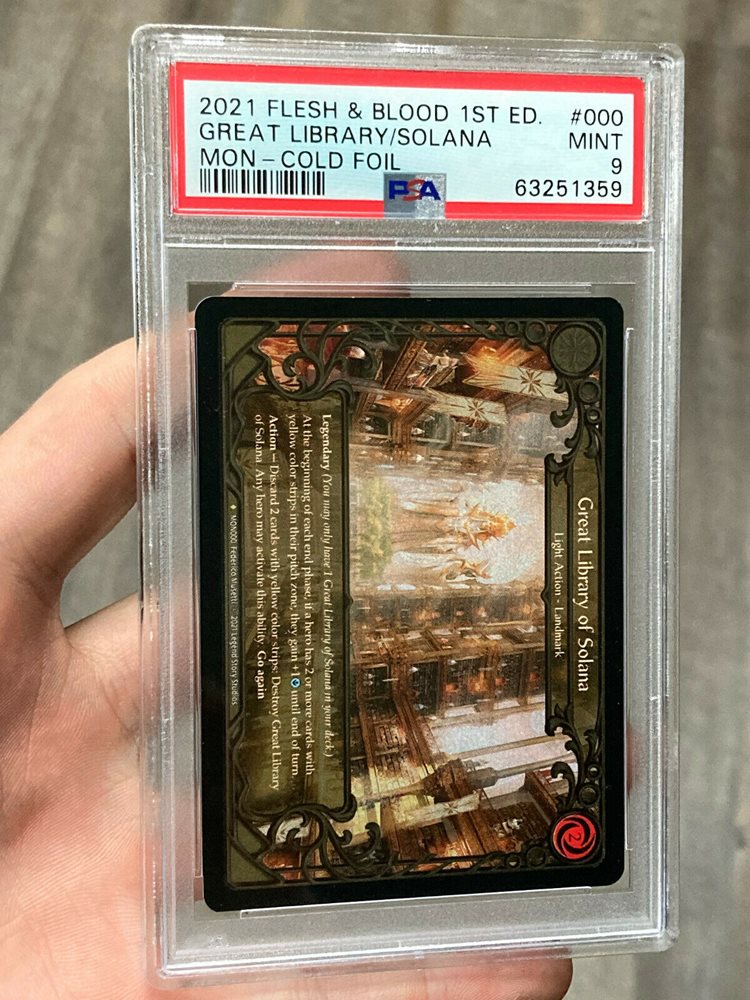 2021 FLESH & BLOOD 1ST ED. #000
GREAT LIBRARY/SOLANA MINT
MON - COLD FOIL 9
PSA 63251359
Great Library of Solana
Light Action - Landmark
2
Legendary (You may only have 1 Great Library of Solana in your deck.)
At the beginning of each end phase, if a hero has 2 or more cards with
yellow color strips in their pitch zone, they gain +1 until end of turn.
Action – Discard 2 cards with yellow color strips: Destroy Great Library
of Solana. Any hero may activate this ability. Go again
MON000 Federico Musetti 2021 Legend Story Studios